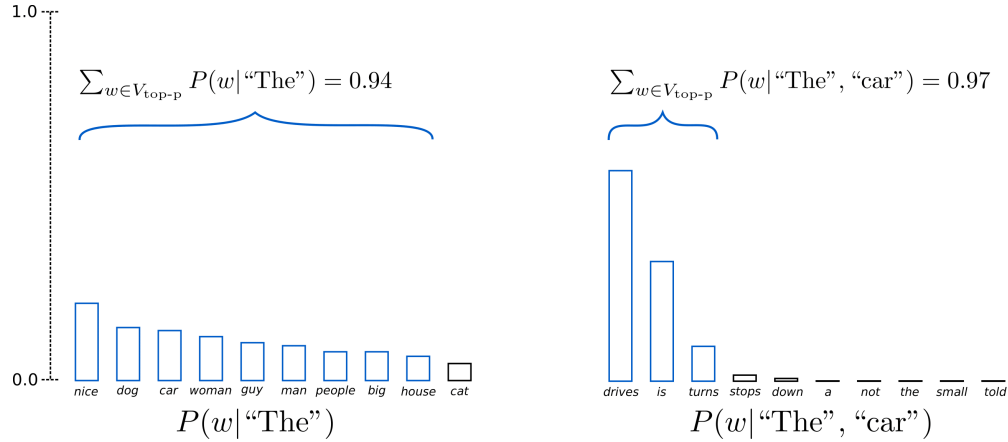 1.0
∑w∈Vtop-p P(w|“The”) = 0.94
∑w∈Vtop-p P(w|“The”, “car”) = 0.97
0.0
nice dog car woman guy man people big house cat
drives is turns stops down a not the small told
P(w|“The”)
P(w|“The”, “car”)